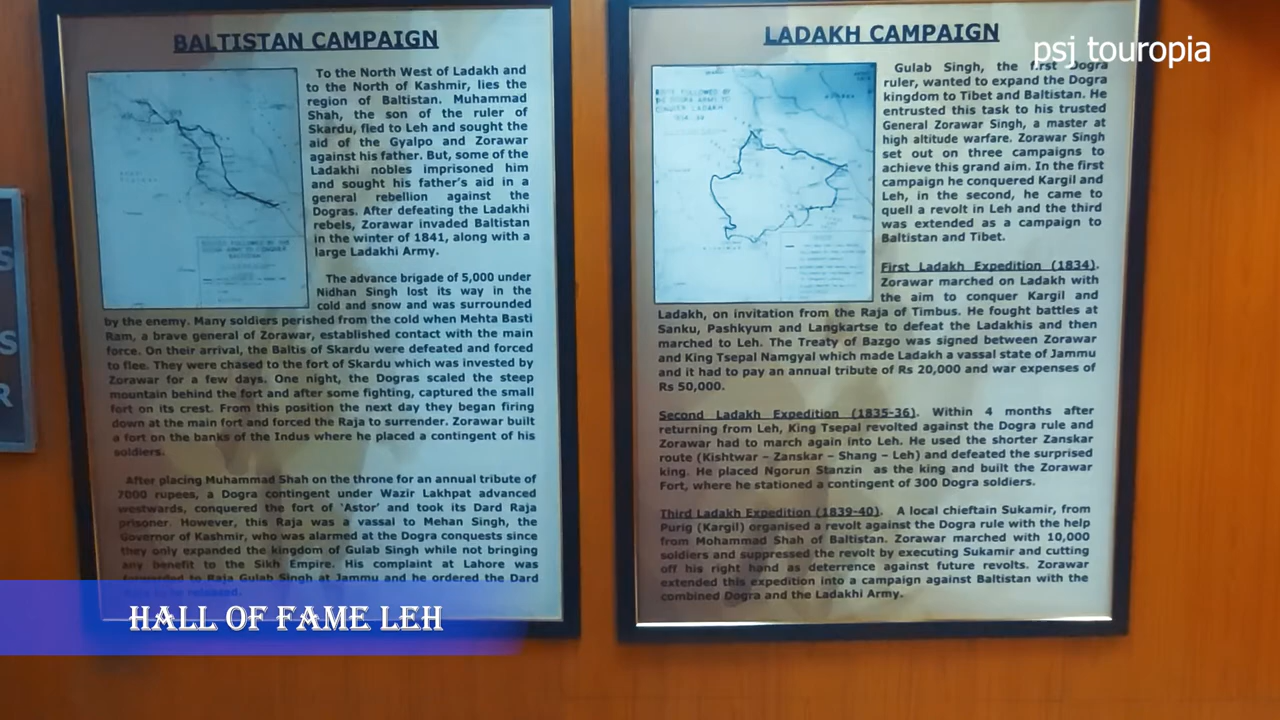 BALTISTAN CAMPAIGN
To the North West of Ladakh and
to the North of Kashmir, lies the
region of Baltistan. Muhammad
Shah, the son of the ruler of
Skardu, fled to Leh and sought the
aid of the Gyalpo and Zorawar
against his father. But, some of the
Ladakhi nobles imprisoned him
and sought his father's aid in a
general rebellion against the
Dogras. After defeating the Ladakhi
rebels, Zorawar invaded Baltistan
in the winter of 1841, along with a
large Ladakhi Army.
The advance brigade of 5,000 under
Nidhan Singh lost its way in the
cold and snow and was surrounded
by the enemy. Many soldiers perished from the cold when Mehta Basti
Ram, a brave general of Zorawar, established contact with the main
force. On their arrival, the Baltis of Skardu were defeated and forced
to flee. They were chased to the fort of Skardu which was invested by
Zorawar for a few days. One night, the Dogras scaled the steep
mountain behind the fort and after some fighting, captured the small
fort on its crest. From this position the next day they began firing
down at the main fort and forced the Raja to surrender. Zorawar built
a fort on the banks of the Indus where he placed a contingent of his
soldiers.
After placing Muhammad Shah on the throne for an annual tribute of
7000 rupees, a Dogra contingent under Wazir Lakhpat advanced
westwards, conquered the fort of 'Astor' and took its Dard Raja
prisoner. However, this Raja was a vassal to Mehan Singh, the
Governor of Kashmir, who was alarmed at the Dogra conquests since
they only expanded the kingdom of Gulab Singh while not bringing
any benefit to the Sikh Empire. His complaint at Lahore was
forwarded to Raja Gulab Singh at Jammu and he ordered the Dard
to be released.
LADAKH CAMPAIGN
psj touropia
Gulab Singh, the first Dogra
ruler, wanted to expand the Dogra
kingdom to Tibet and Baltistan. He
entrusted this task to his trusted
General Zorawar Singh, a master at
high altitude warfare. Zorawar Singh
set out on three campaigns to
achieve this grand aim. In the first
campaign he conquered Kargil and
Leh, in the second, he came to
quell a revolt in Leh and the third
was extended as a campaign to
Baltistan and Tibet.
First Ladakh Expedition (1834).
Zorawar marched on Ladakh with
the aim to conquer Kargil and
Ladakh, on invitation from the Raja of Timbus. He fought battles at
Sanku, Pashkyum and Langkartse to defeat the Ladakhis and then
marched to Leh. The Treaty of Bazgo was signed between Zorawar
and King Tsepal Namgyal which made Ladakh a vassal state of Jammu
and it had to pay an annual tribute of Rs 20,000 and war expenses of
Rs 50,000.
Second Ladakh Expedition (1835-36). Within 4 months after
returning from Leh, King Tsepal revolted against the Dogra rule and
Zorawar had to march again into Leh. He used the shorter Zanskar
route (Kishtwar – Zanskar – Shang – Leh) and defeated the surprised
king. He placed Ngorun Stanzin as the king and built the Zorawar
Fort, where he stationed a contingent of 300 Dogra soldiers.
Third Ladakh Expedition (1839-40). A local chieftain Sukamir, from
Purig (Kargil) organised a revolt against the Dogra rule with the help
from Mohammad Shah of Baltistan. Zorawar marched with 10,000
soldiers and suppressed the revolt by executing Sukamir and cutting
off his right hand as deterrence against future revolts. Zorawar
extended this expedition into a campaign against Baltistan with the
combined Dogra and the Ladakhi Army.
S
S
R
HALL OF FAME LEH